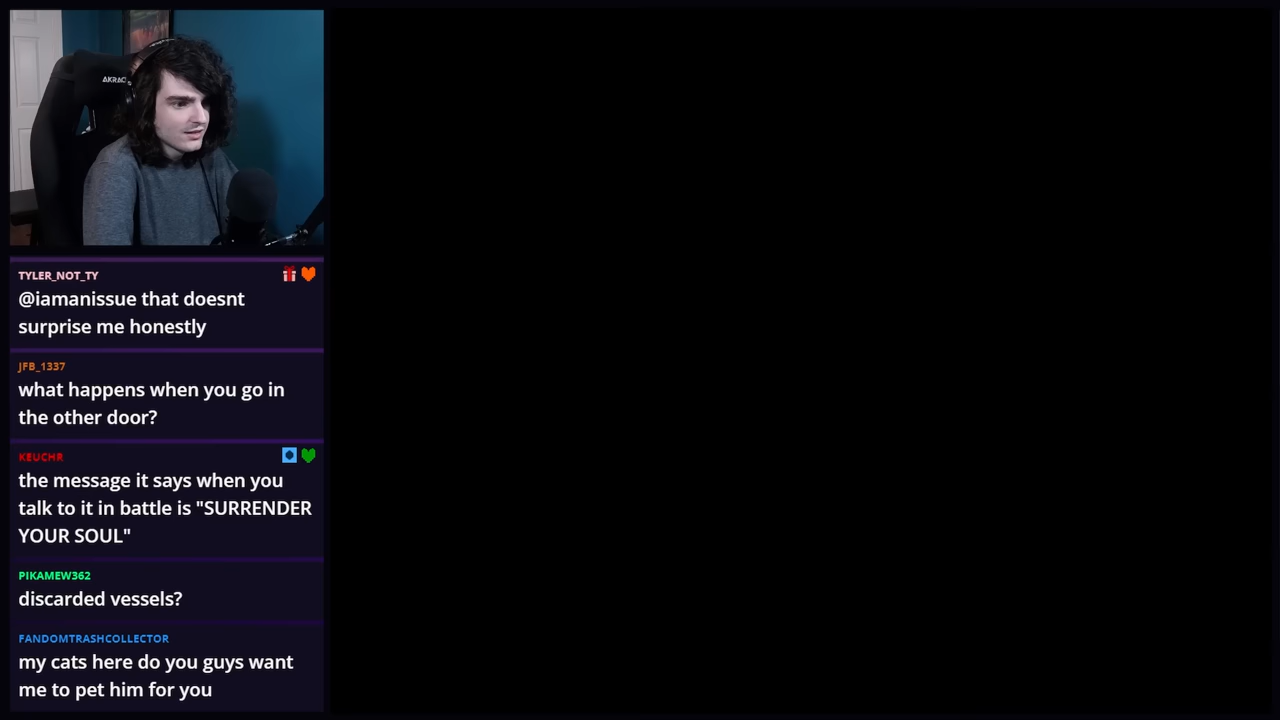 AKRAC
TYLER_NOT_TY
@iamanissue that doesnt
surprise me honestly
JFB_1337
what happens when you go in
the other door?
KEUCHR
the message it says when you
talk to it in battle is "SURRENDER
YOUR SOUL"
PIKAMEW362
discarded vessels?
FANDOMTRASHCOLLECTOR
my cats here do you guys want
me to pet him for you